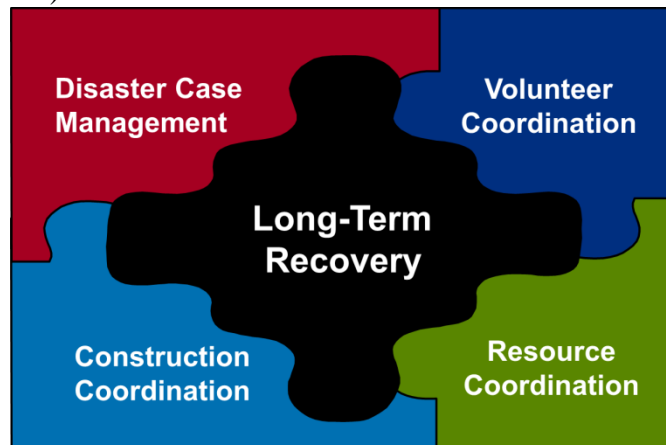 Disaster Case
Management
Volunteer
Coordination
Long-Term
Recovery
Construction
Coordination
Resource
Coordination